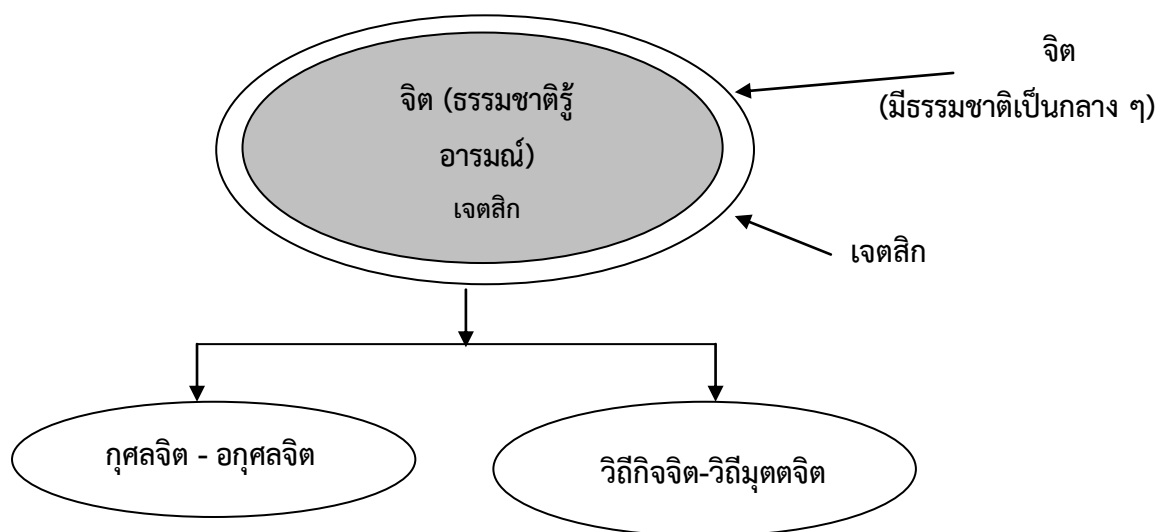 จิต (ธรรมชาติรู้
อารมณ์)
เจตสิก
จิต
(มีธรรมชาติเป็นกลาง ๆ)
เจตสิก
กุศลจิต - อกุศลจิต
วิถีกิจจิต-วิถีมุตตจิต